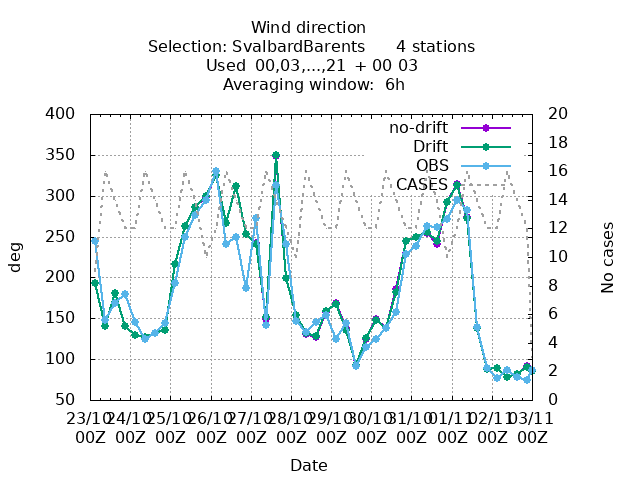 Wind direction
Selection: SvalbardBarents 4 stations
Used 00,03,...,21 + 00 03
Averaging window: 6h
400
350
300
250
200
150
100
50
deg
20
18
16
14
12
10
8
6
4
2
0
No cases
no-drift
Drift
OBS
CASES
23/10 24/10 25/10 26/10 27/10 28/10 29/10 30/10 31/10 01/11 02/11 03/11
00Z 00Z 00Z 00Z 00Z 00Z 00Z 00Z 00Z 00Z 00Z 00Z
Date